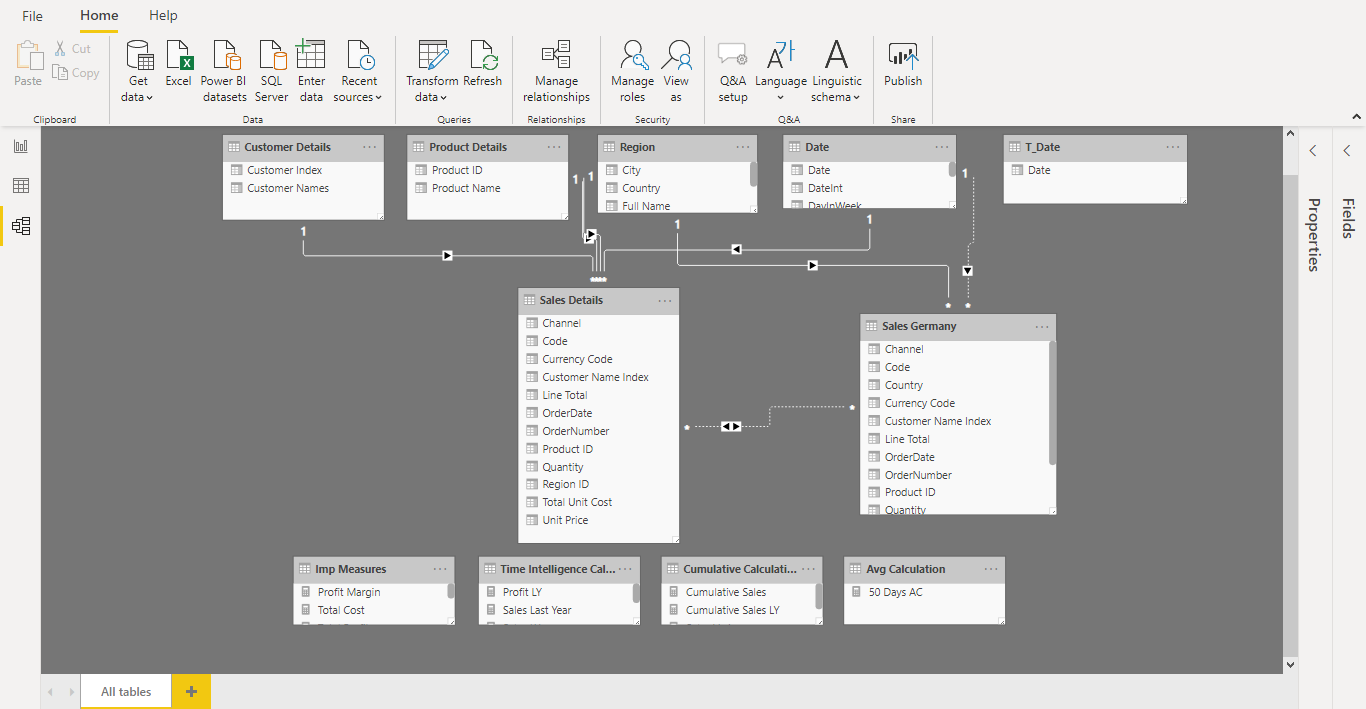 File Home Help
Paste
Cut
Copy
Get data
Excel
Power BI datasets
SQL Server
Enter data
Recent sources
Transform data
Refresh
Manage relationships
Manage roles
View as
Q&A setup
Language
Linguistic schema
Publish
Clipboard Data Queries Relationships Security Q&A Share
Customer Details
Customer Index
Customer Names
Product Details
Product ID
Product Name
Region
City
Country
Full Name
Date
Date
DateInt
DayInWeek
T_Date
Date
1 1 1
1 1 1
Sales Details
Channel
Code
Currency Code
Customer Name Index
Line Total
OrderDate
OrderNumber
Product ID
Quantity
Region ID
Total Unit Cost
Unit Price
Sales Germany
Channel
Code
Country
Currency Code
Customer Name Index
Line Total
OrderDate
OrderNumber
Product ID
Quantity
Imp Measures
Profit Margin
Total Cost
Time Intelligence Cal...
Profit LY
Sales Last Year
Cumulative Calculati...
Cumulative Sales
Cumulative Sales LY
Avg Calculation
50 Days AC
Properties
Fields
All tables